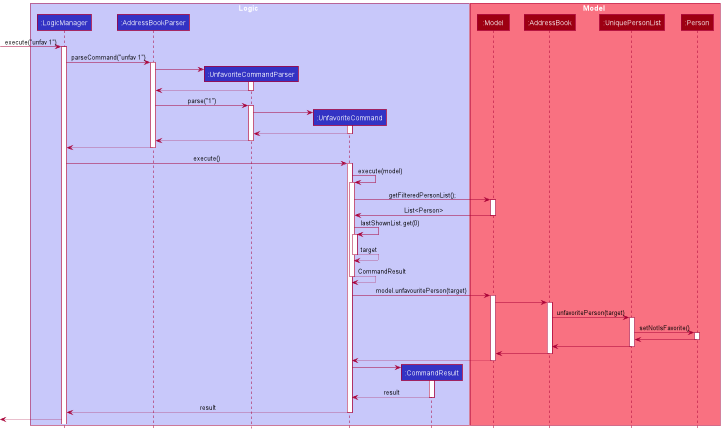 Logic
Model
:LogicManager
:AddressBookParser
:Model
:AddressBook
:UniquePersonList
:Person
execute("unfav 1")
parseCommand("unfav 1")
:UnfavoriteCommandParser
parse("1")
:UnfavoriteCommand
execute()
execute(model)
getFilteredPersonList();
List<Person>
lastShownList.get(0)
target
CommandResult
model.unfavouritePerson(target)
unfavoritePerson(target)
setNotIsFavorite()
:CommandResult
result
result